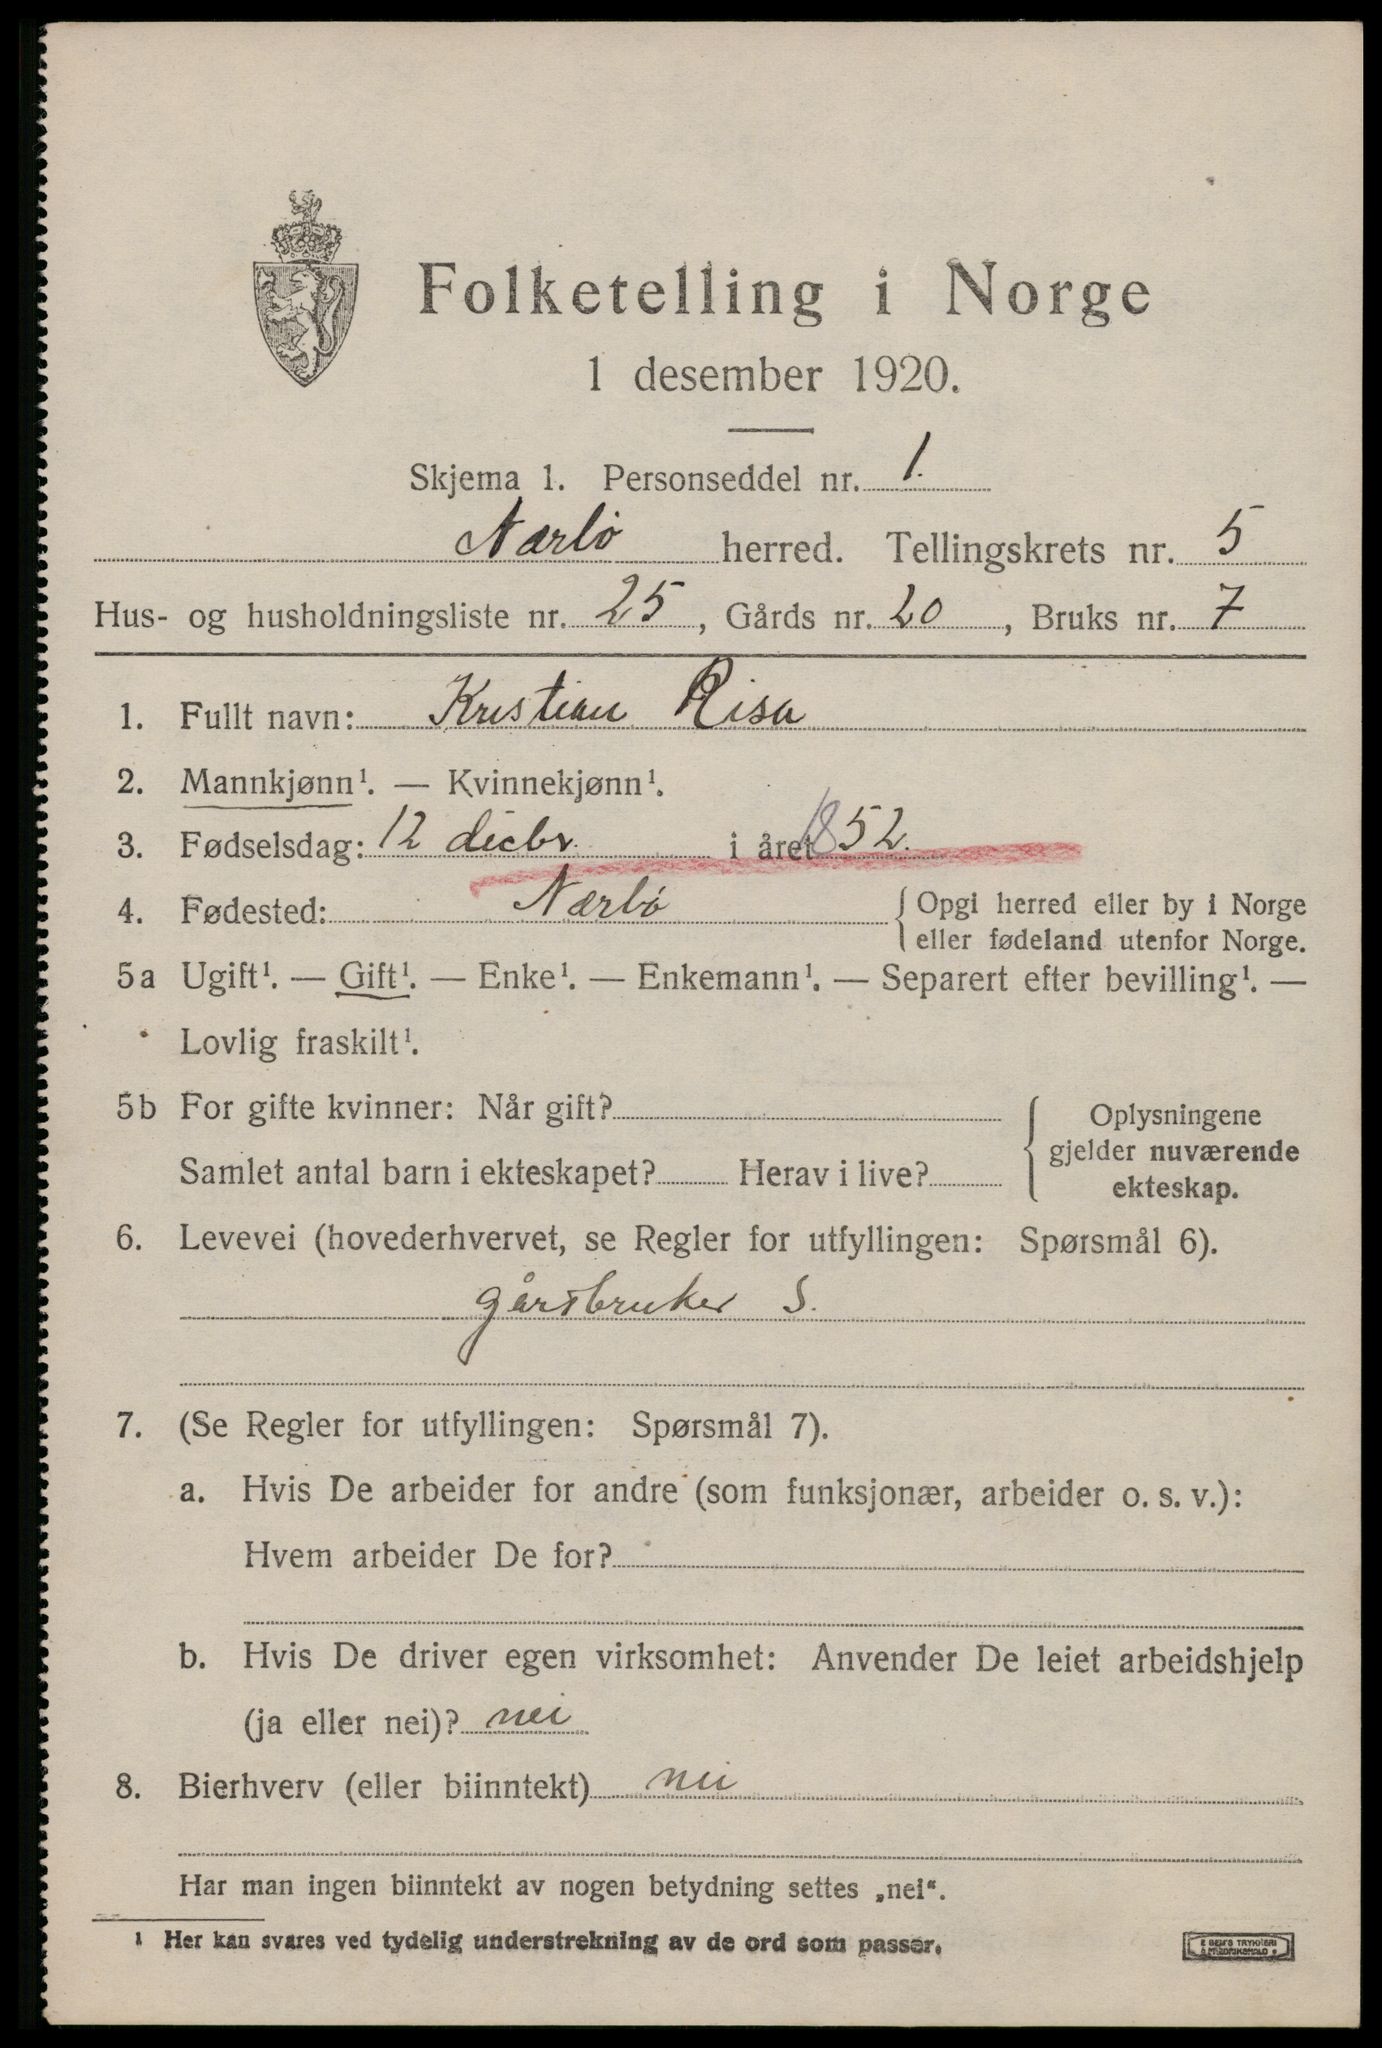 Folketelling i Norge
1 desember 1920.
Skjema 1. Personseddel nr. 1.
Nærbø herred. Tellingskrets nr. 5
Hus- og husholdningsliste nr. 25, Gårds nr. 20, Bruks nr. 7
1. Fullt navn: Kristian Risa
2. Mannkjønn¹. — Kvinnekjønn¹.
3. Fødselsdag: 12 decbr. i året 1852.
4. Fødested: Nærbø { Opgi herred eller by i Norge
eller fødeland utenfor Norge.
5a Ugift¹. — Gift¹. — Enke¹. — Enkemann¹. — Separert efter bevilling¹. —
Lovlig fraskilt¹.
5b For gifte kvinner: Når gift?
Samlet antal barn i ekteskapet? Herav i live?
Oplysningene
gjelder nuværende
ekteskap.
6. Levevei (hovederhvervet, se Regler for utfyllingen: Spørsmål 6).
gårsbruker S.
7. (Se Regler for utfyllingen: Spørsmål 7).
a. Hvis De arbeider for andre (som funksjonær, arbeider o. s. v.):
Hvem arbeider De for?
b. Hvis De driver egen virksomhet: Anvender De leiet arbeidshjelp
(ja eller nei)? nei
8. Bierhverv (eller biinntekt) nei
Har man ingen biinntekt av nogen betydning settes „nei“.
¹ Her kan svares ved tydelig understrekning av de ord som passer.